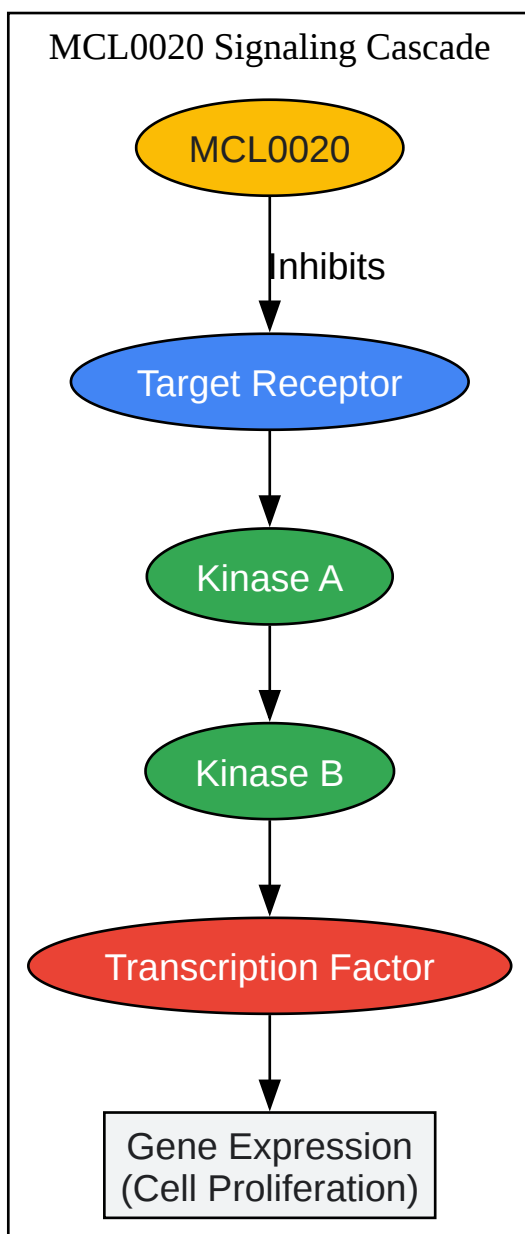 MCL0020 Signaling Cascade
MCL0020
Inhibits
Target Receptor
Kinase A
Kinase B
Transcription Factor
Gene Expression
(Cell Proliferation)